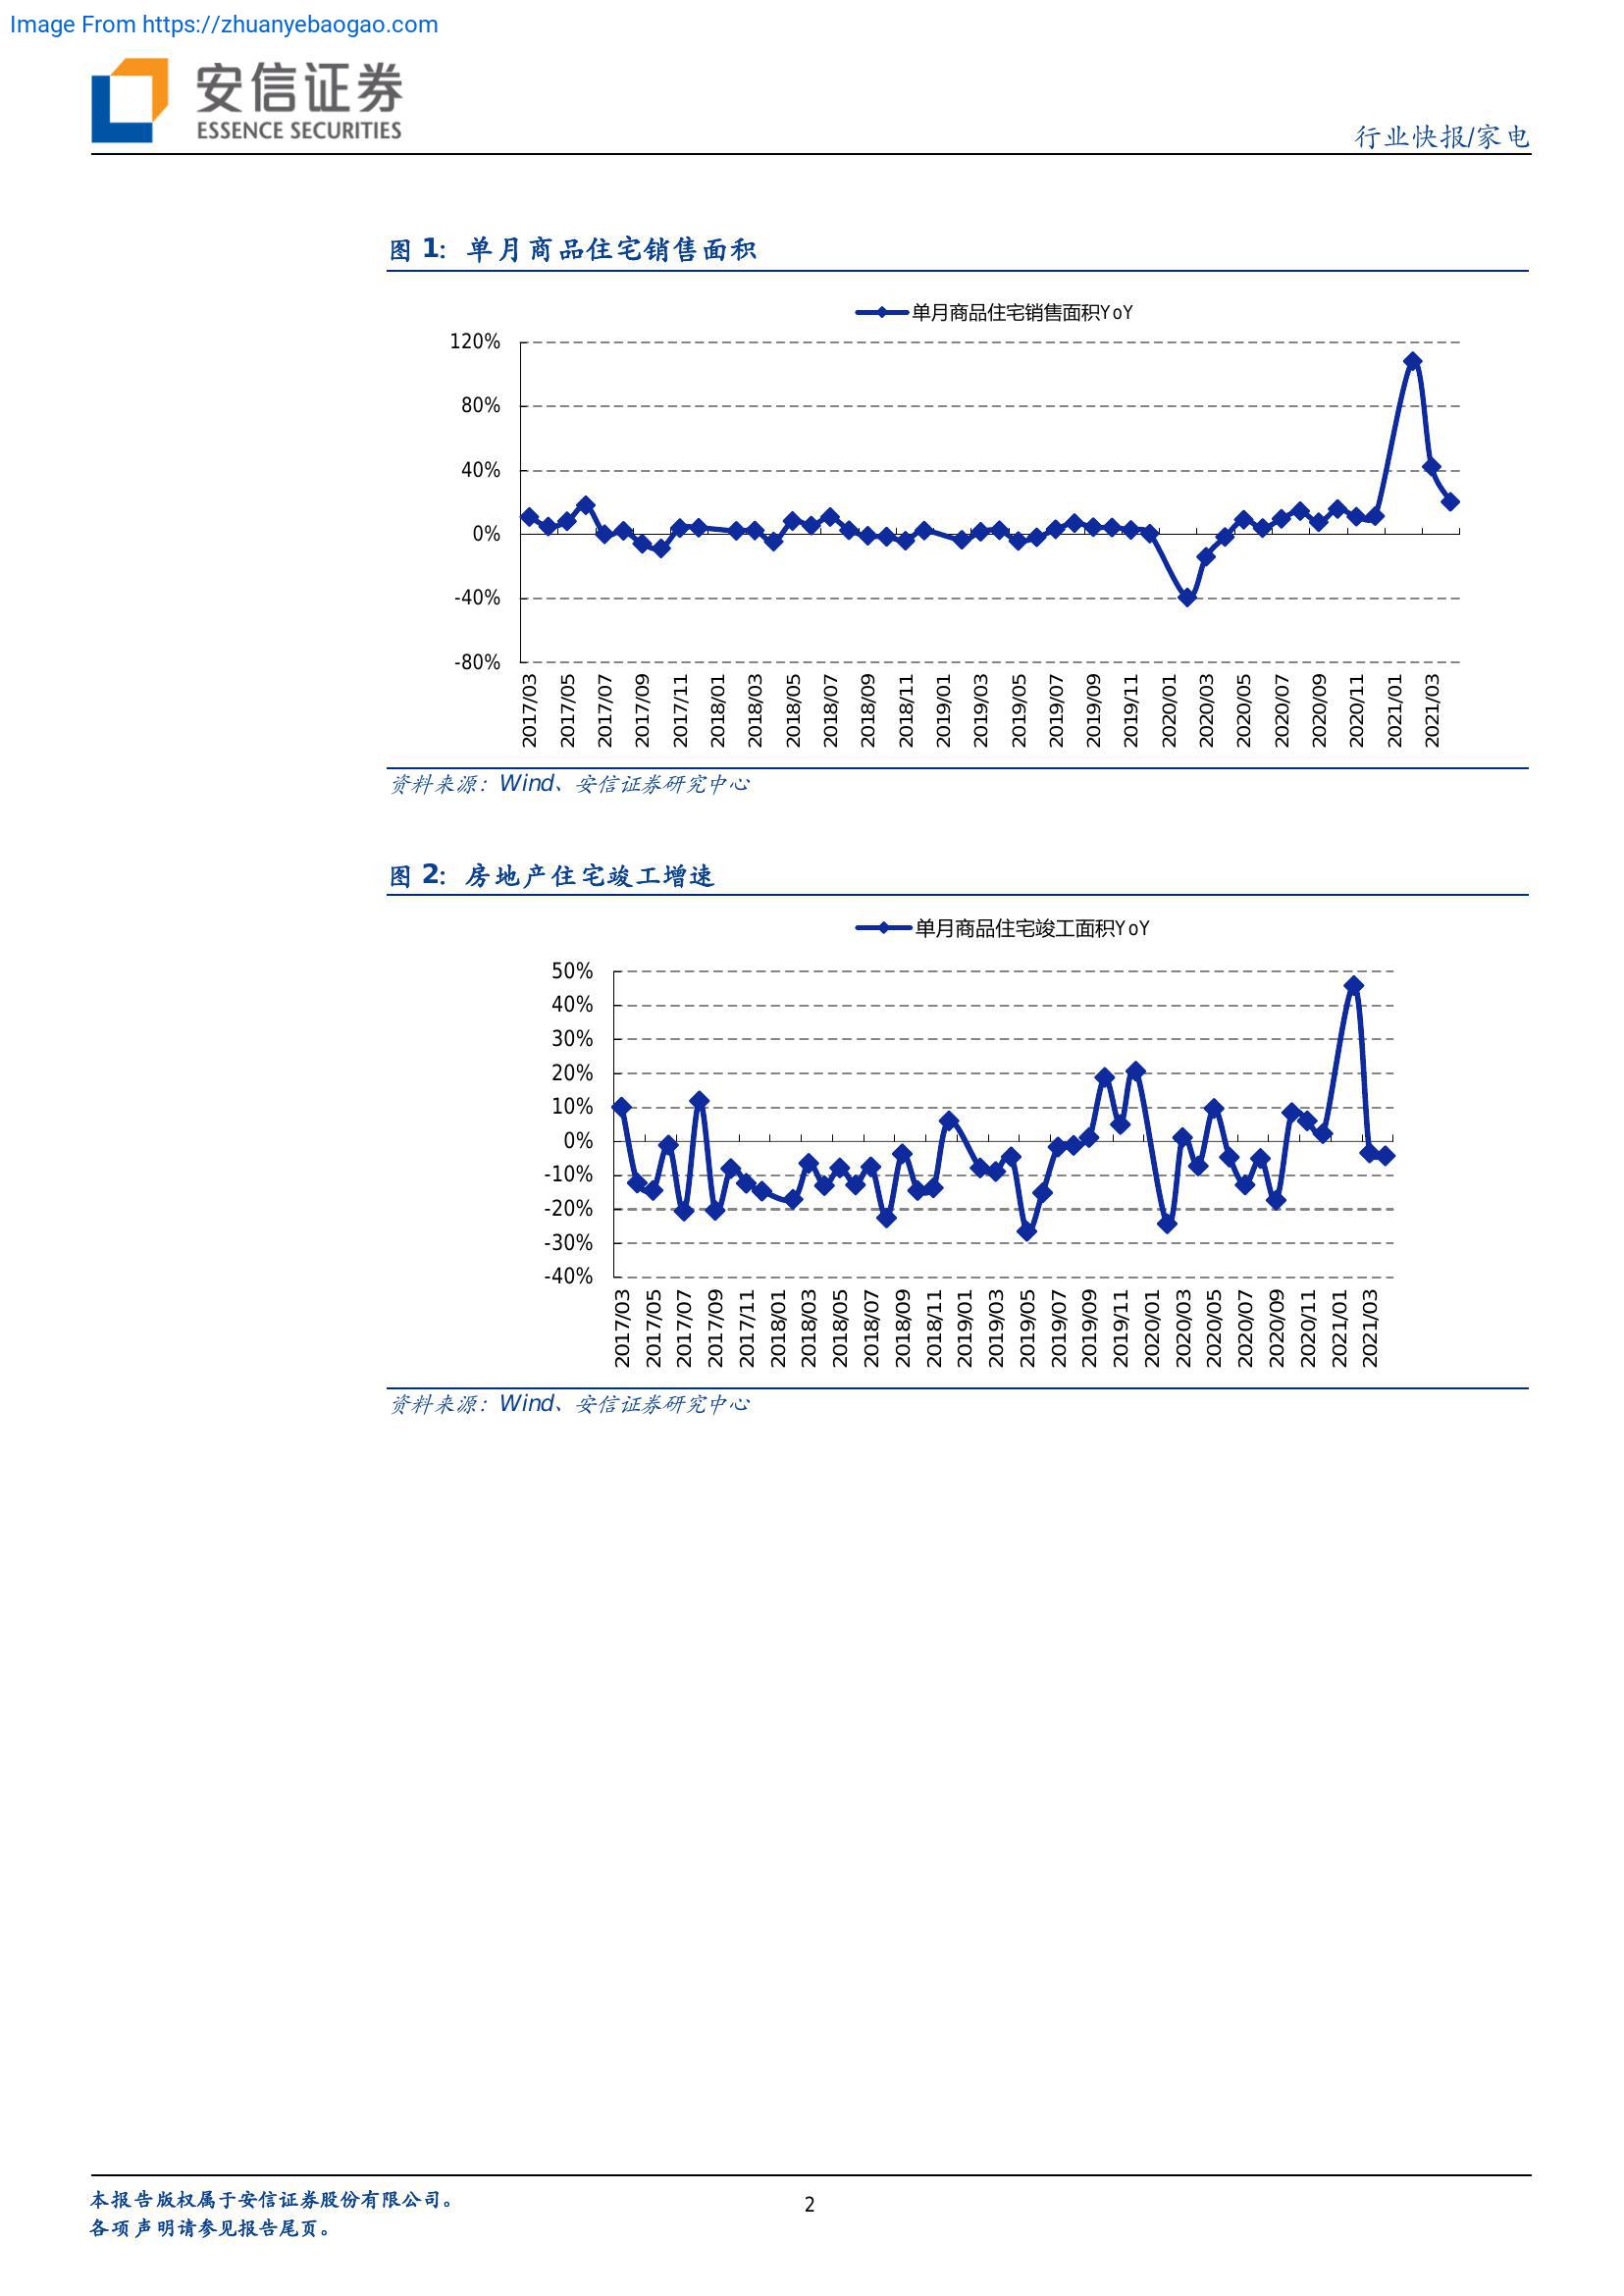 Image From https://zhuanyebaogao.com
安信证券
ESSENCE SECURITIES
行业快报/家电
图 1：单月商品住宅销售面积
单月商品住宅销售面积YoY
120%
80%
40%
0%
-40%
-80%
2017/03 2017/05 2017/07 2017/09 2017/11 2018/01 2018/03 2018/05 2018/07 2018/09 2018/11 2019/01 2019/03 2019/05 2019/07 2019/09 2019/11 2020/01 2020/03 2020/05 2020/07 2020/09 2020/11 2021/01 2021/03
资料来源：Wind、安信证券研究中心
图 2：房地产住宅竣工增速
单月商品住宅竣工面积YoY
50%
40%
30%
20%
10%
0%
-10%
-20%
-30%
-40%
2017/03 2017/05 2017/07 2017/09 2017/11 2018/01 2018/03 2018/05 2018/07 2018/09 2018/11 2019/01 2019/03 2019/05 2019/07 2019/09 2019/11 2020/01 2020/03 2020/05 2020/07 2020/09 2020/11 2021/01 2021/03
资料来源：Wind、安信证券研究中心
本报告版权属于安信证券股份有限公司。
2
各项声明请参见报告尾页。